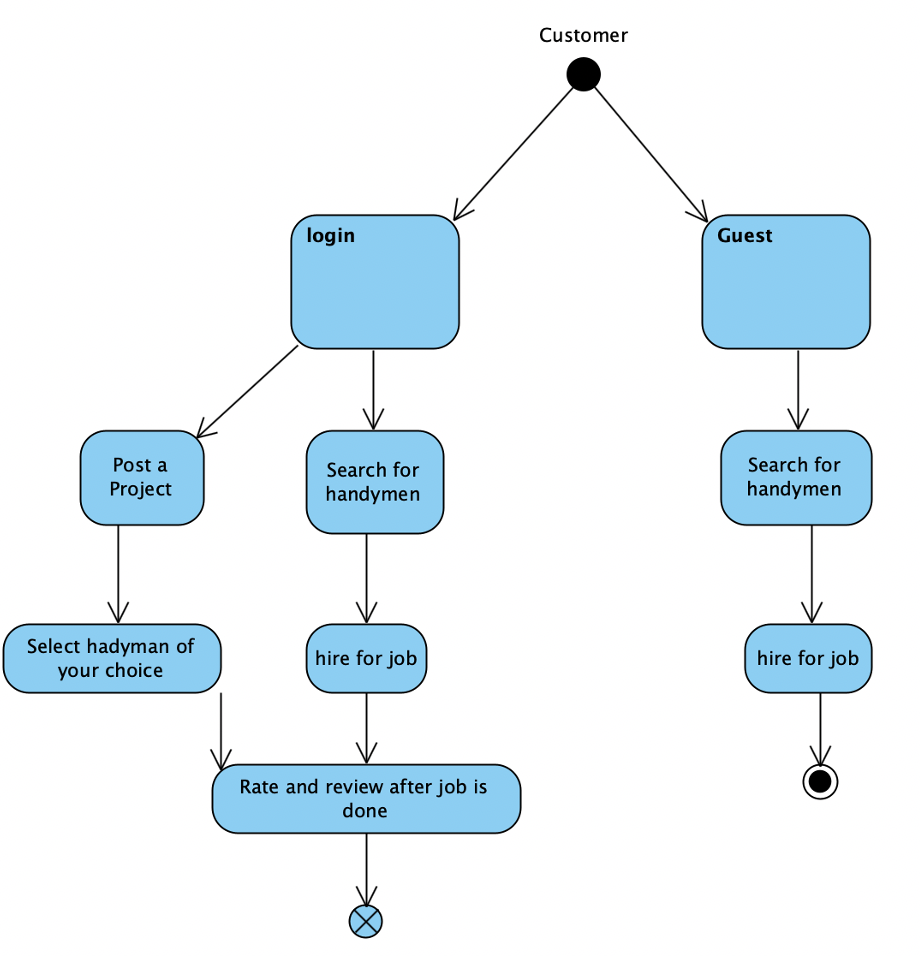 Customer
login
Guest
Post a
Project
Search for
handymen
Search for
handymen
Select hadyman of
your choice
hire for job
hire for job
Rate and review after job is
done